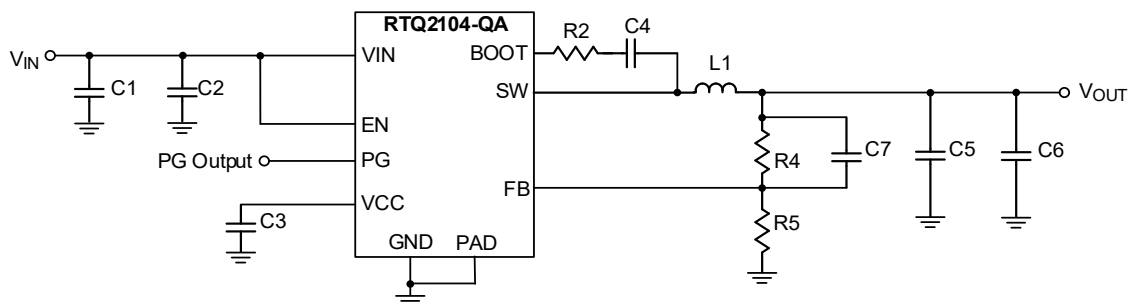 RTQ2104-QA
VIN
C1
C2
VIN
BOOT
R2
C4
L1
SW
VOUT
EN
PG Output
PG
R4
C7
C5
C6
FB
VCC
C3
R5
GND
PAD